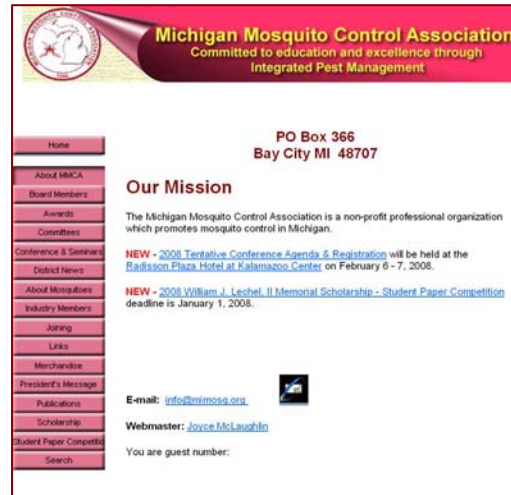 Michigan Mosquito Control Association
Committed to education and excellence through
Integrated Pest Management
PO Box 366
Bay City MI 48707
Home
About MMCA
Board Members
Awards
Committees
Conference & Seminars
District News
About Mosquitoes
Industry Members
Joining
Links
Merchandise
President's Message
Publications
Scholarship
Student Paper Competitio
Search
Our Mission
The Michigan Mosquito Control Association is a non-profit professional organization
which promotes mosquito control in Michigan.
NEW - 2008 Tentative Conference Agenda & Registration will be held at the
Radisson Plaza Hotel at Kalamazoo Center on February 6 - 7, 2008.
NEW - 2008 William J. Lechel, II Memorial Scholarship - Student Paper Competition
deadline is January 1, 2008.
E-mail: info@mimosq.org
Webmaster: Joyce McLaughlin
You are guest number: